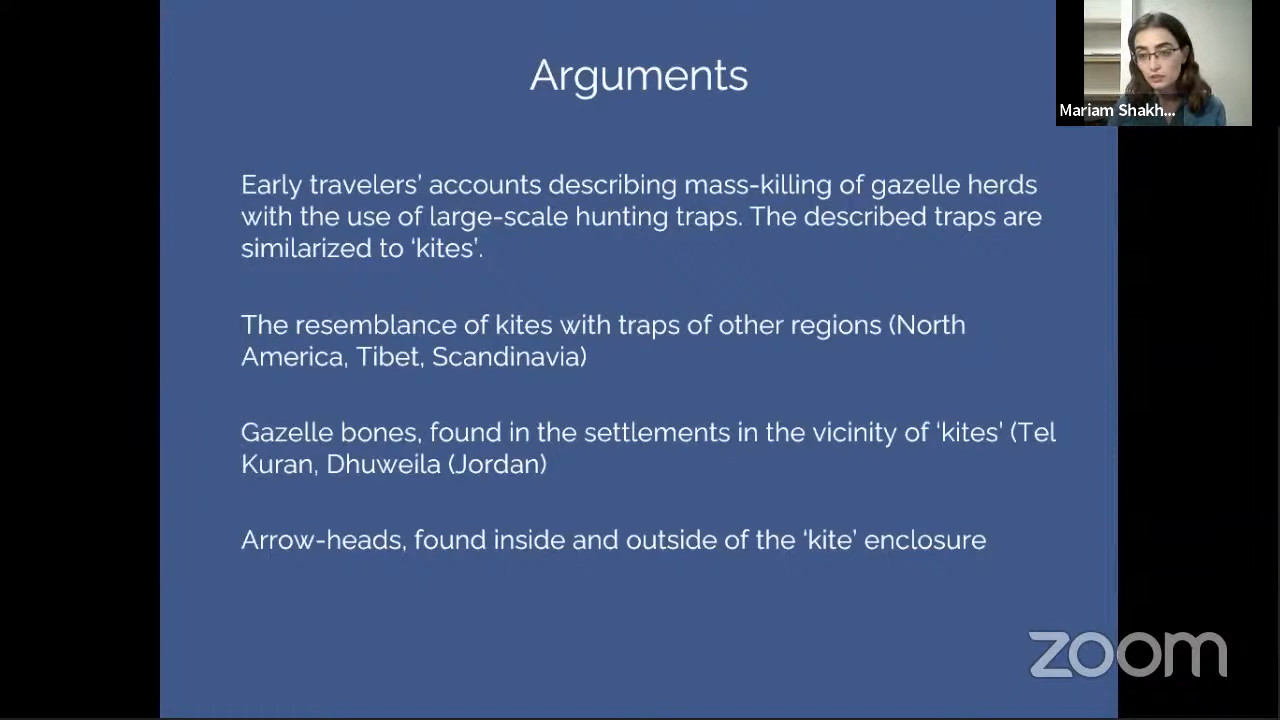 Arguments
Mariam Shakh...
Early travelers’ accounts describing mass-killing of gazelle herds
with the use of large-scale hunting traps. The described traps are
similarized to ‘kites’.
The resemblance of kites with traps of other regions (North
America, Tibet, Scandinavia)
Gazelle bones, found in the settlements in the vicinity of ‘kites’ (Tel
Kuran, Dhuweila (Jordan)
Arrow-heads, found inside and outside of the ‘kite’ enclosure
zoom